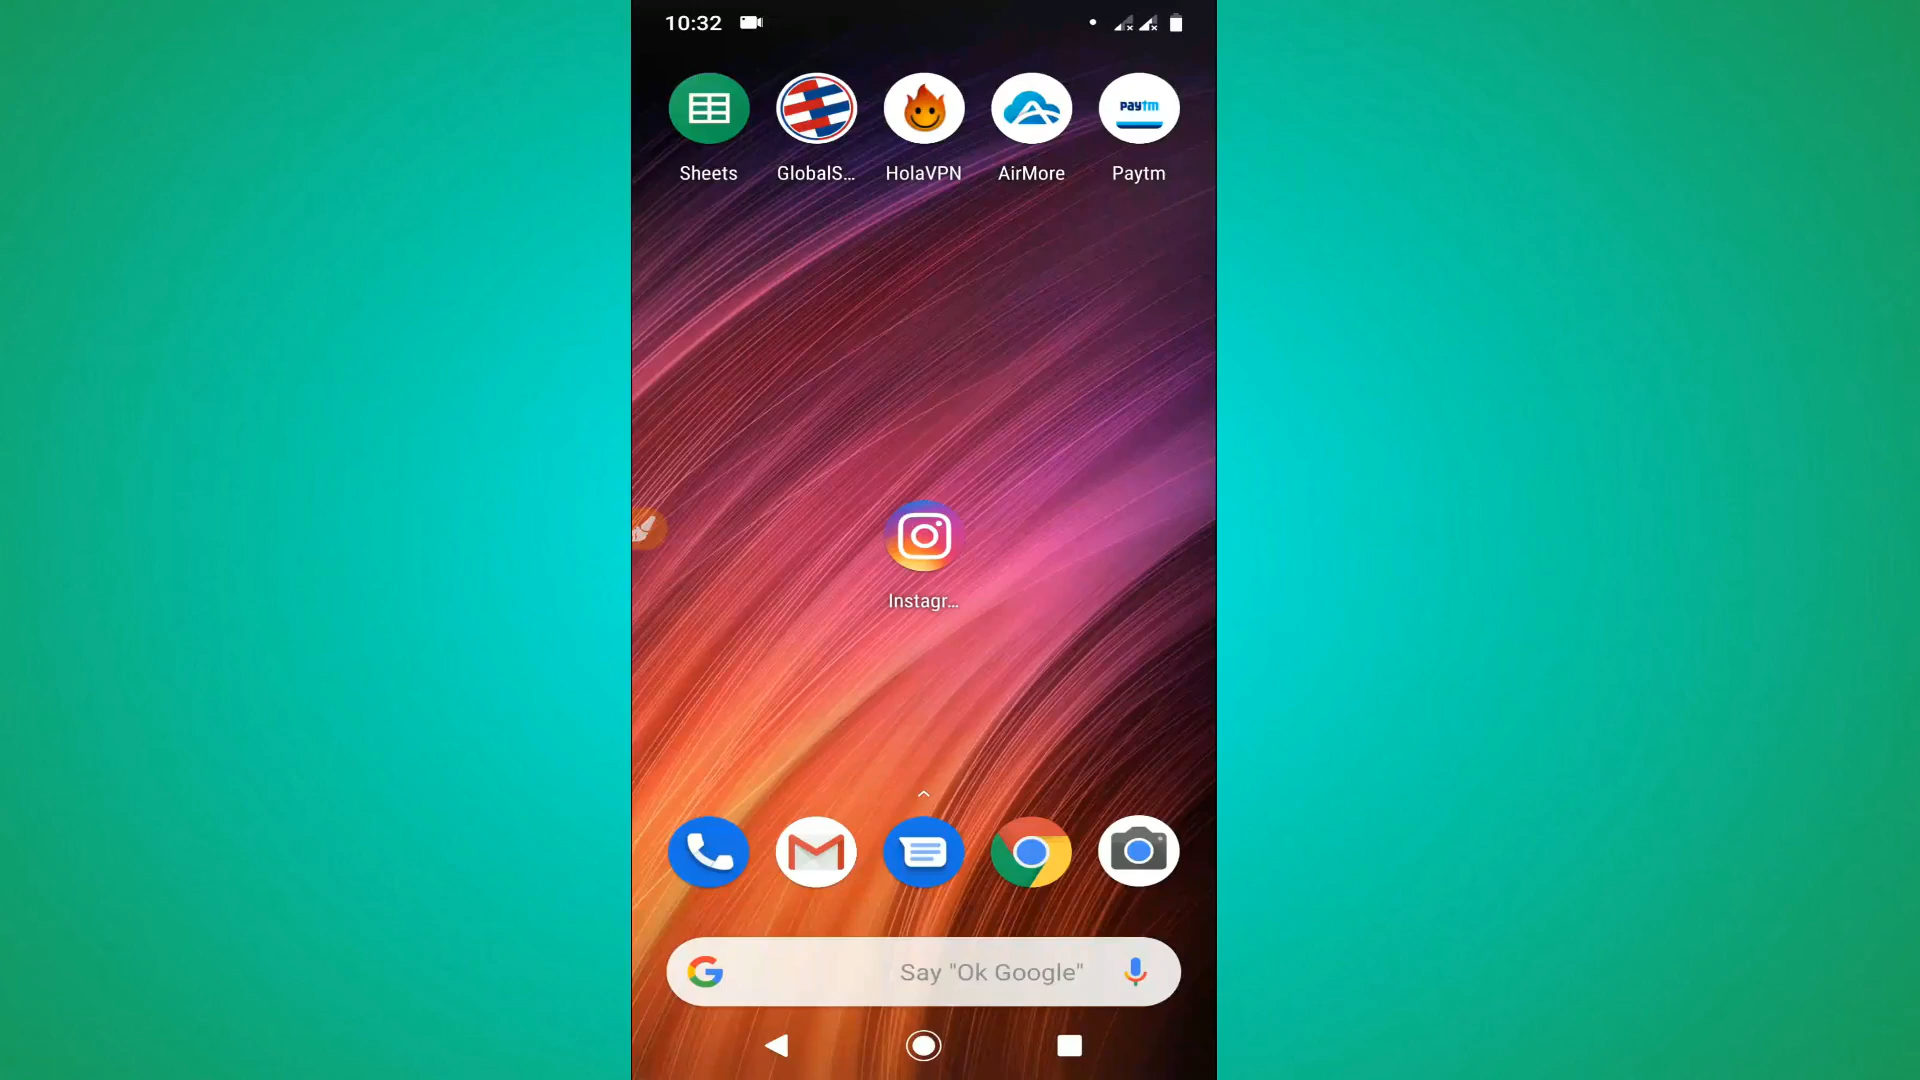 10:32
Sheets
GlobalS...
HolaVPN
AirMore
paytm
Paytm
Instagr...
Say "Ok Google"